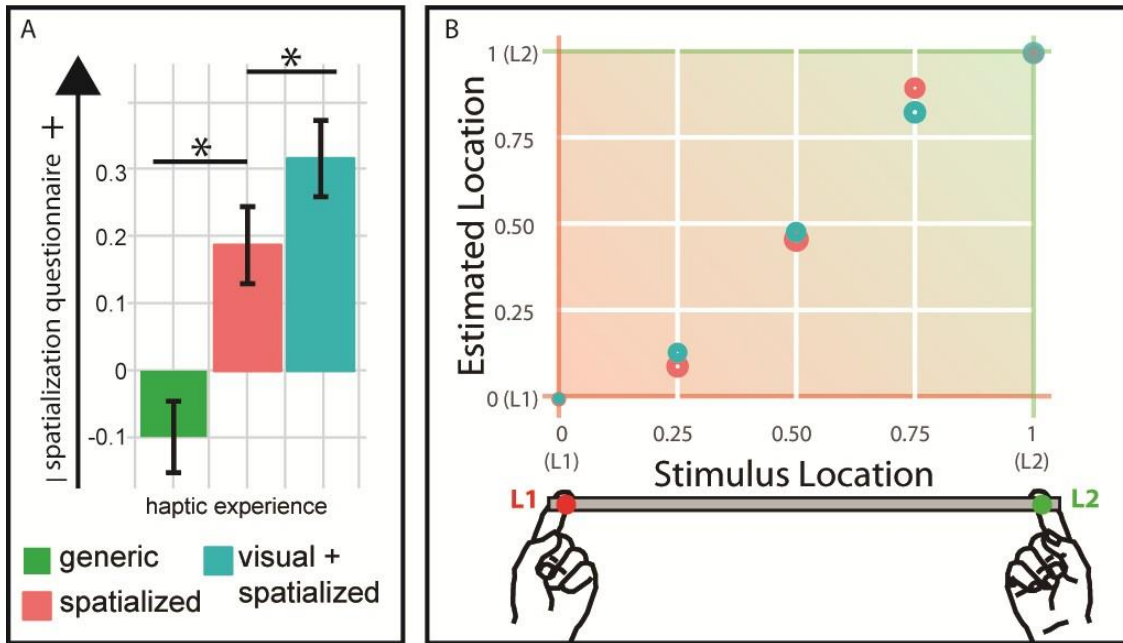 A
*
*
| spatialization questionnaire +
0.3
0.2
0.1
0
-0.1
haptic experience
generic
spatialized
visual +
spatialized
B
Estimated Location
1 (L2)
0.75
0.50
0.25
0 (L1)
0
(L1)
0.25
0.50
0.75
1
(L2)
Stimulus Location
L1
L2